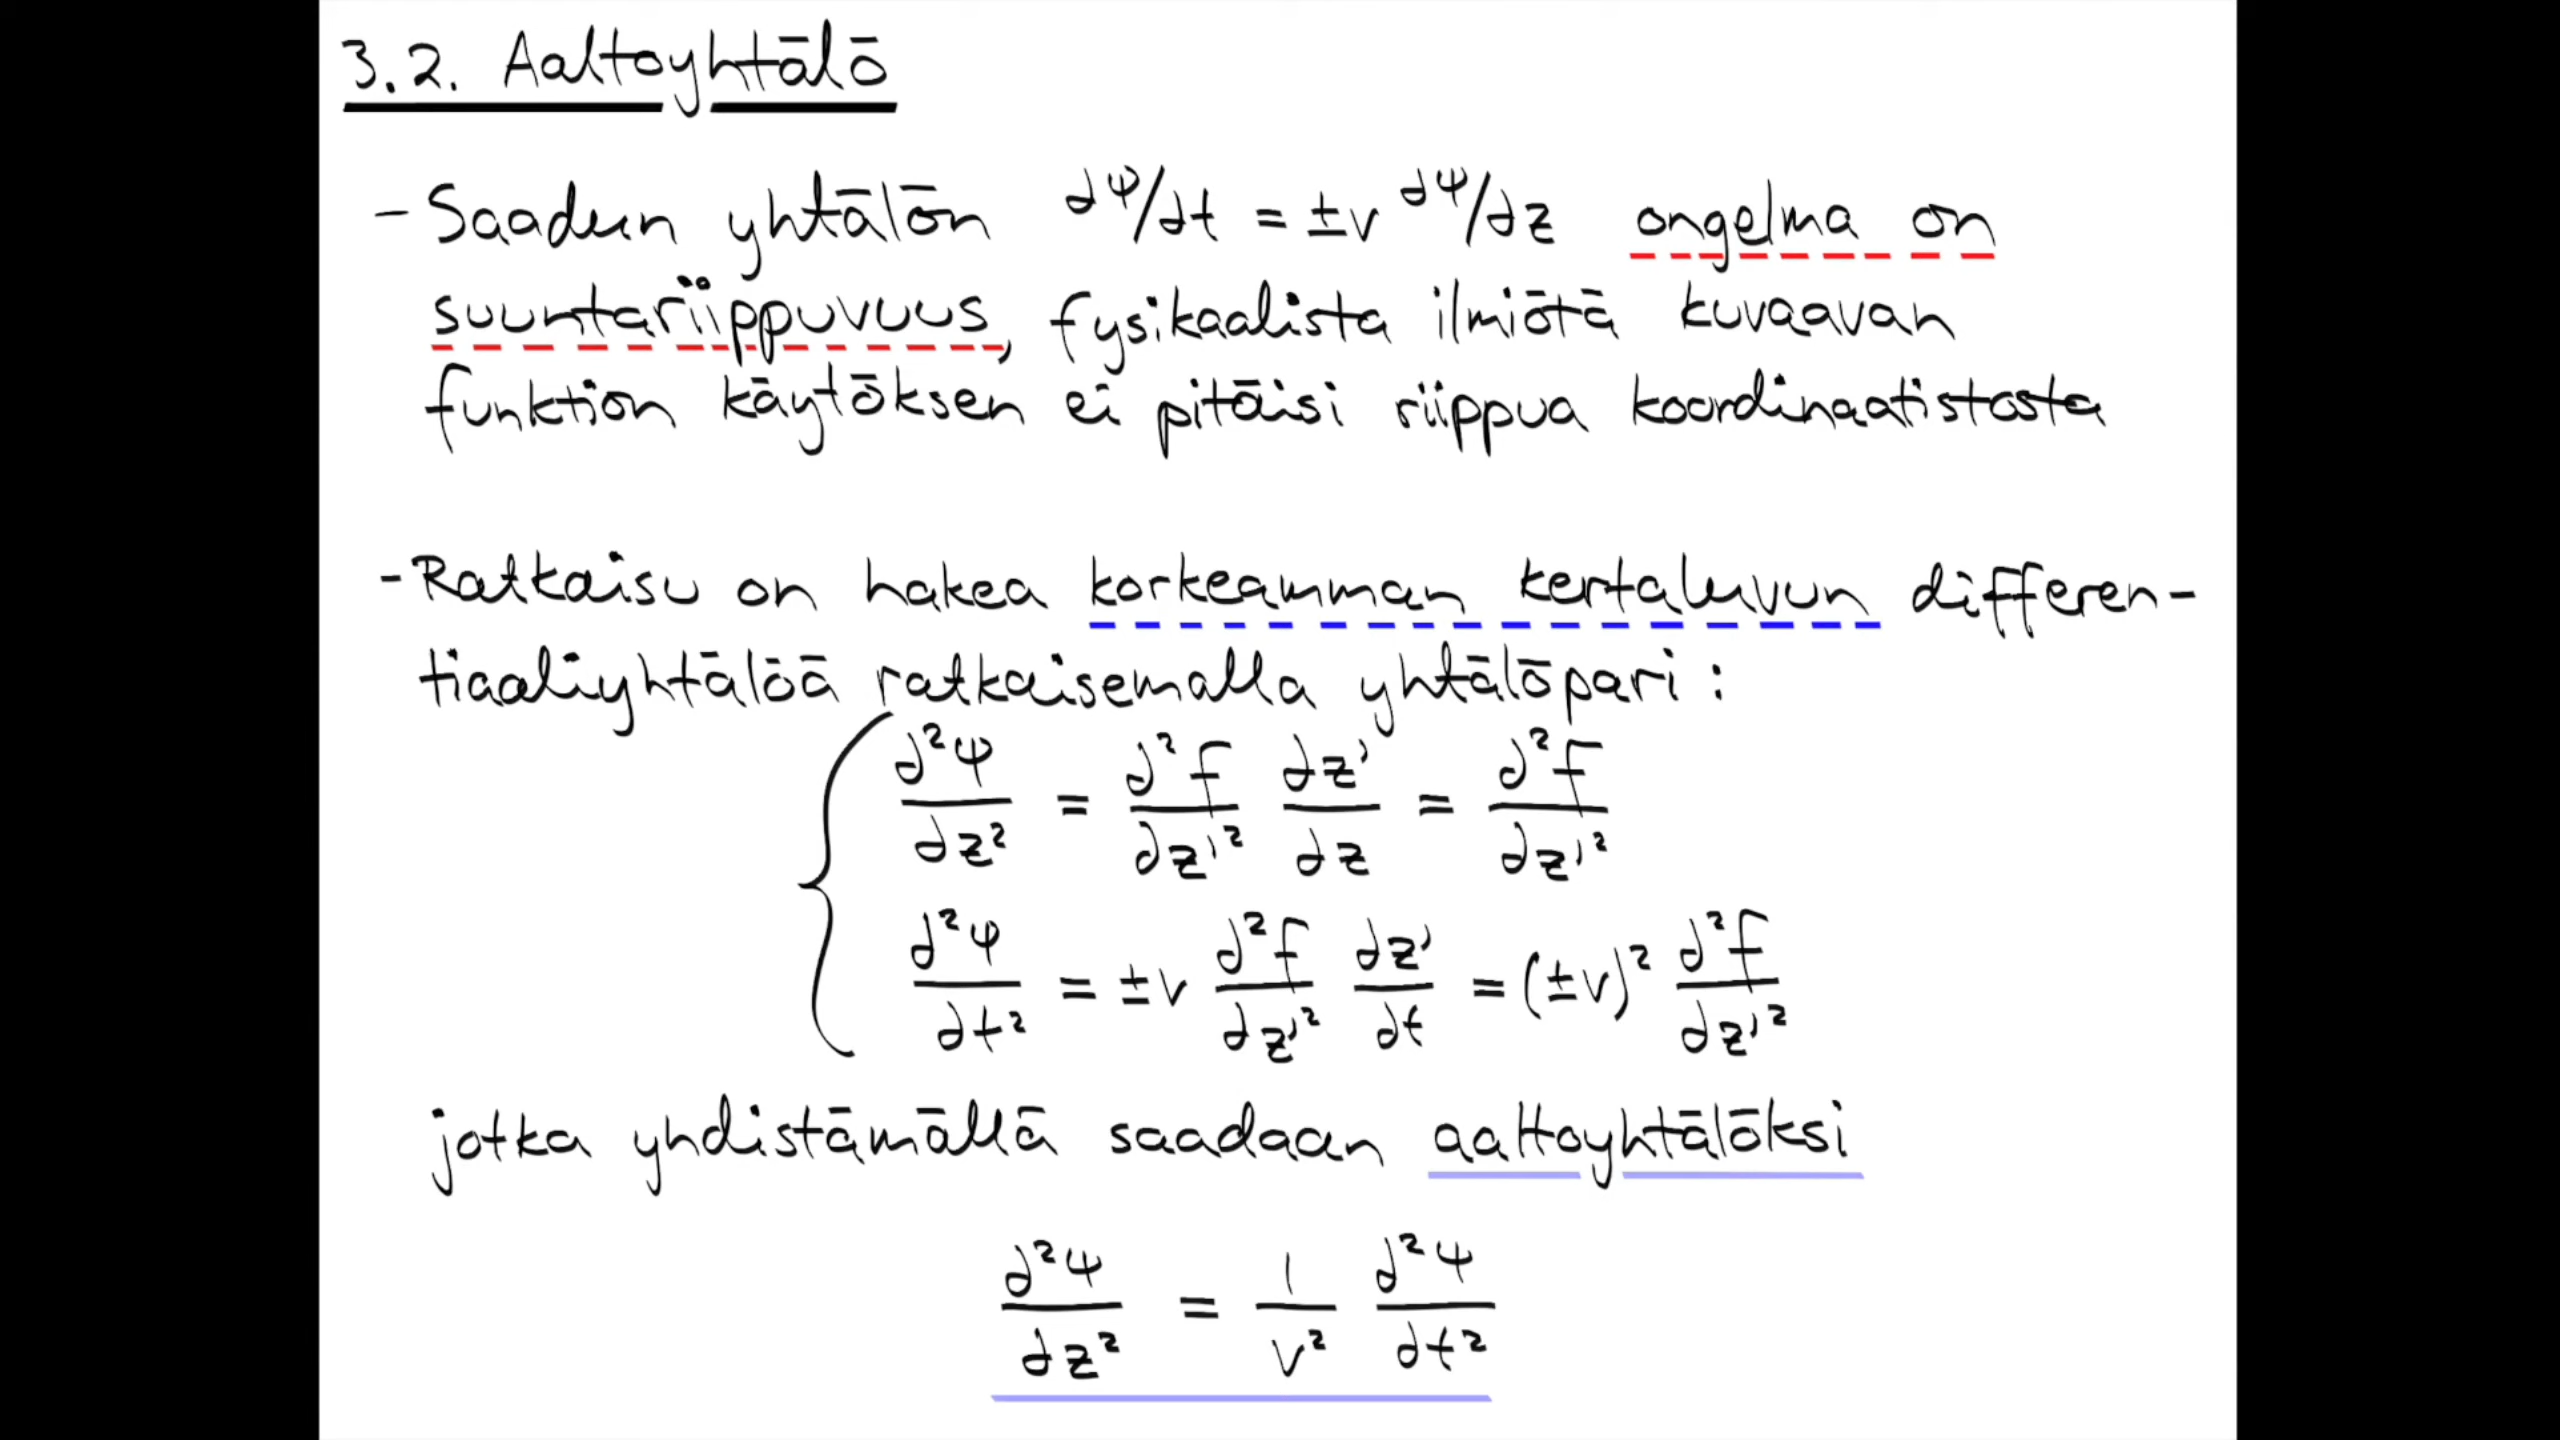 3.2. Aaltoyhtälö
- Saadun yhtälön ∂Ψ/∂t = ±v ∂Ψ/∂z ongelma on
suuntariippuvuus, fysikaalista ilmiötä kuvaavan
funktion käytöksen ei pitäisi riippua koordinaatistosta
- Ratkaisu on hakea korkeamman kertaluvun differen-
tiaaliyhtälöä ratkaisemalla yhtälöpari:
∂²Ψ/∂z² = ∂²f/∂z'² ∂z'/∂z = ∂²f/∂z'²
∂²Ψ/∂t² = ±v ∂²f/∂z'² ∂z'/∂t = (±v)² ∂²f/∂z'²
jotka yhdistämällä saadaan aaltoyhtälöksi
∂²Ψ/∂z² = 1/v² ∂²Ψ/∂t²